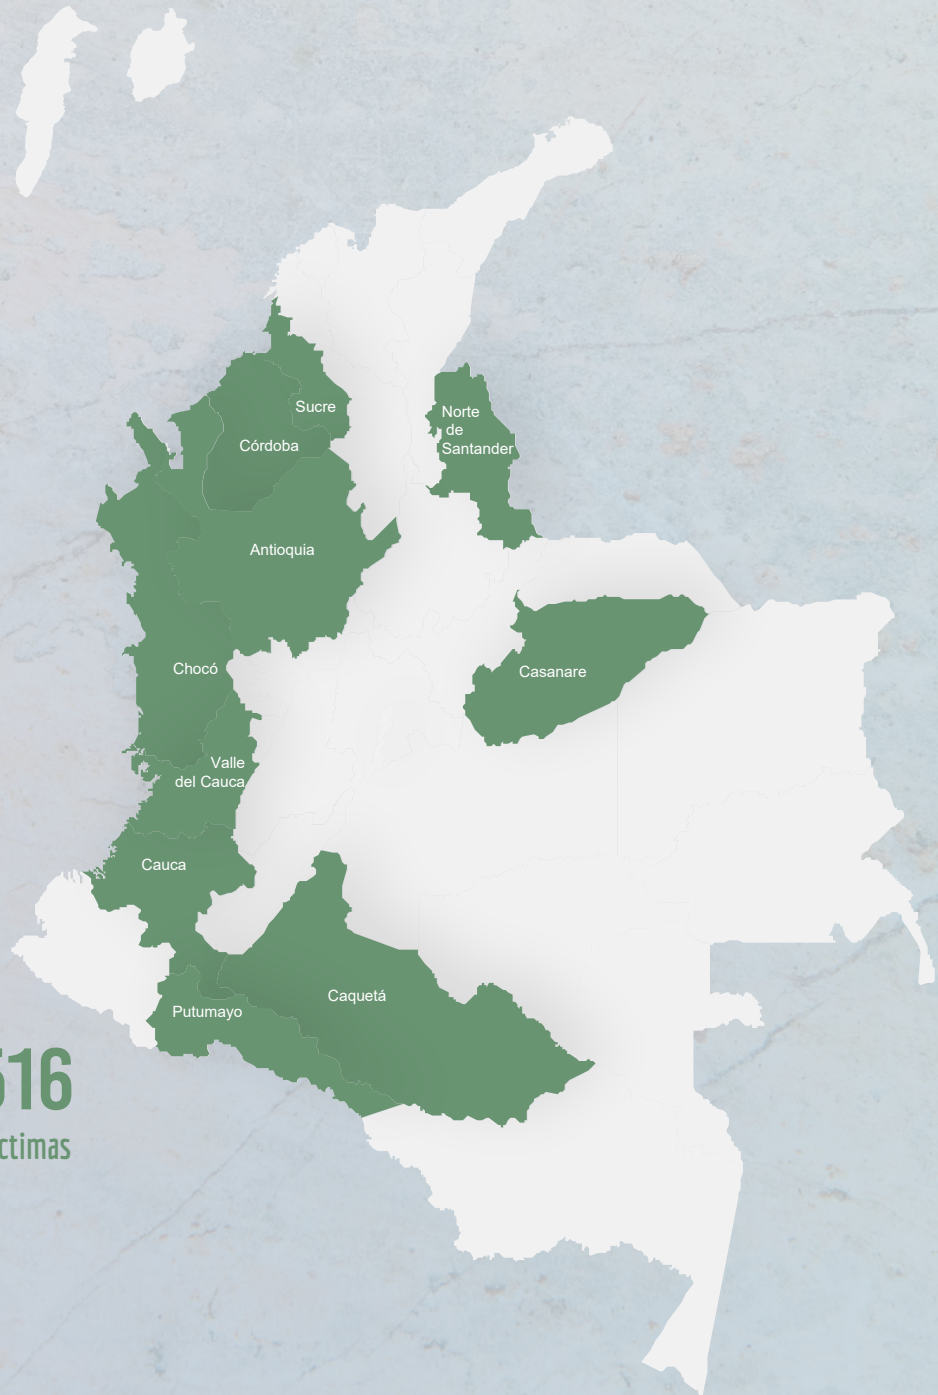 Sucre
Norte
de
Santander
Córdoba
Antioquia
Chocó
Casanare
Valle
del Cauca
Cauca
Caquetá
Putumayo
516
ctimas